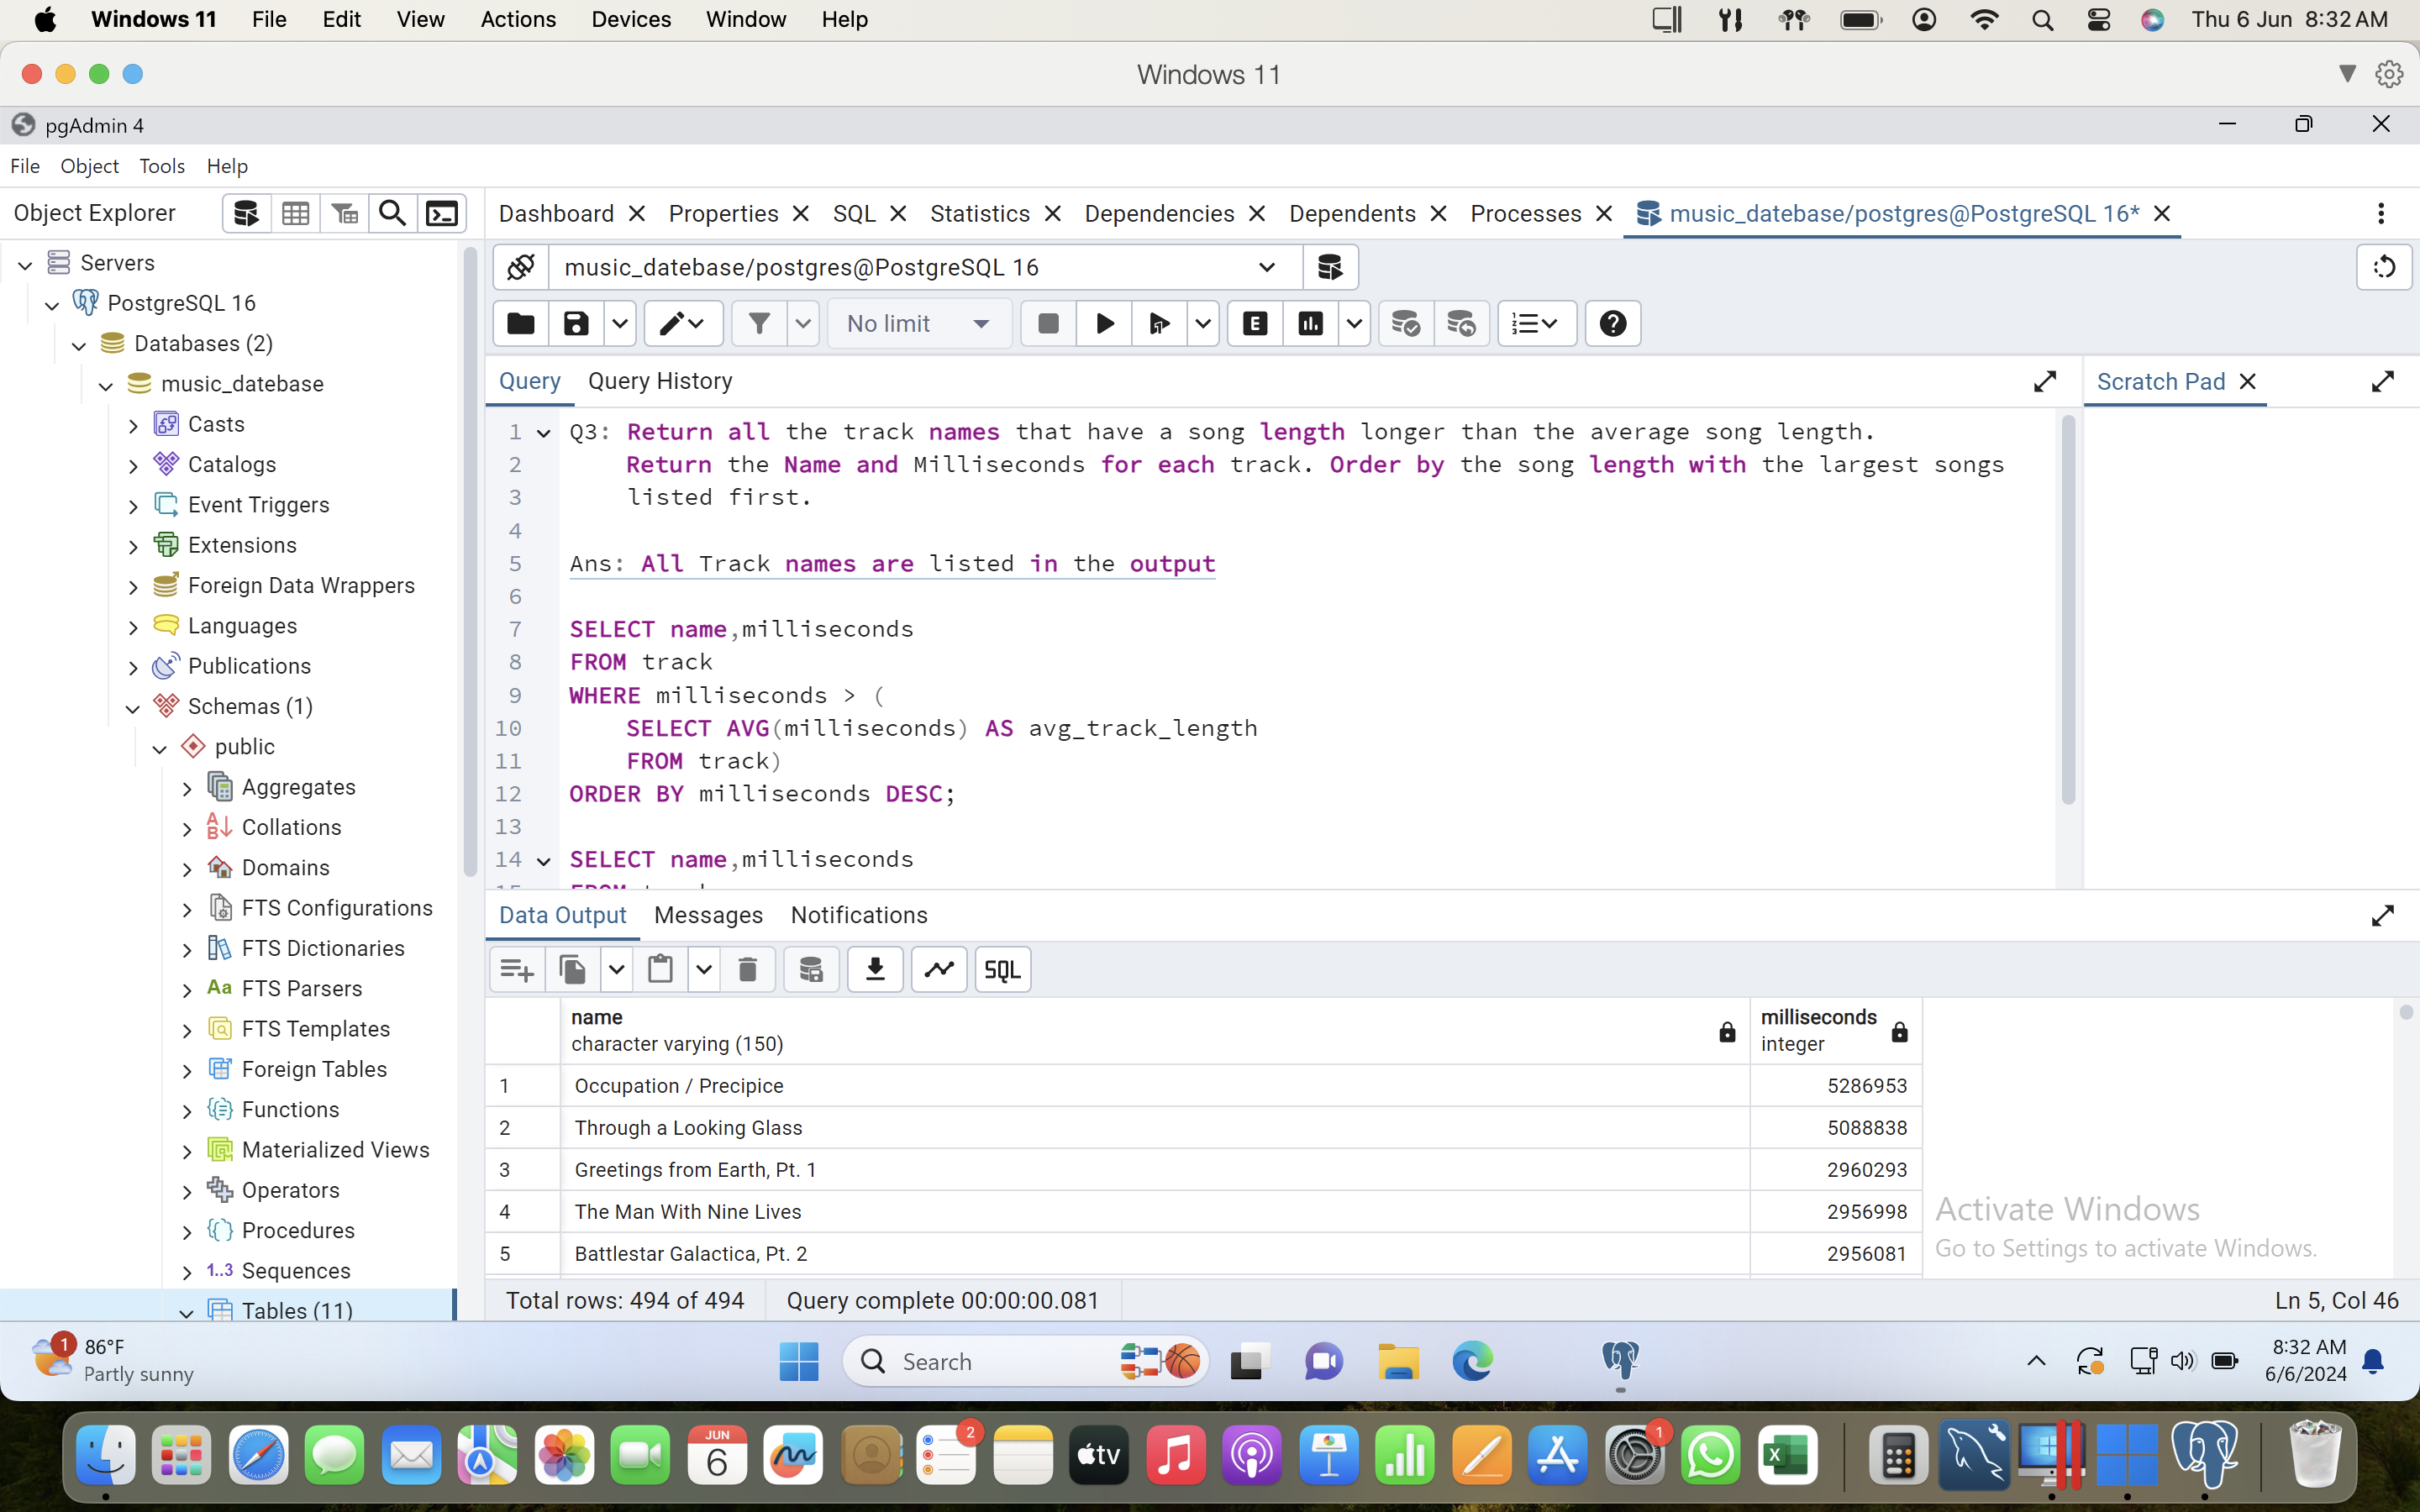 Windows 11 File Edit View Actions Devices Window Help Thu 6 Jun 8:32 AM
Windows 11
pgAdmin 4
File Object Tools Help
Object Explorer
Dashboard Properties SQL Statistics Dependencies Dependents Processes music_datebase/postgres@PostgreSQL 16*
music_datebase/postgres@PostgreSQL 16
No limit
E
Query Query History
Scratch Pad
Servers
PostgreSQL 16
Databases (2)
music_datebase
Casts
Catalogs
Event Triggers
Extensions
Foreign Data Wrappers
Languages
Publications
Schemas (1)
public
Aggregates
Collations
Domains
FTS Configurations
FTS Dictionaries
Aa FTS Parsers
FTS Templates
Foreign Tables
Functions
Materialized Views
Operators
Procedures
1..3 Sequences
Tables (11)
1 Q3: Return all the track names that have a song length longer than the average song length.
2 Return the Name and Milliseconds for each track. Order by the song length with the largest songs
3 listed first.
4
5 Ans: All Track names are listed in the output
6
7 SELECT name,milliseconds
8 FROM track
9 WHERE milliseconds > (
10 SELECT AVG(milliseconds) AS avg_track_length
11 FROM track)
12 ORDER BY milliseconds DESC;
13
14 SELECT name,milliseconds
Data Output Messages Notifications
SQL
name milliseconds
character varying (150) integer
1 Occupation / Precipice 5286953
2 Through a Looking Glass 5088838
3 Greetings from Earth, Pt. 1 2960293
4 The Man With Nine Lives 2956998
5 Battlestar Galactica, Pt. 2 2956081
Activate Windows
Go to Settings to activate Windows.
Total rows: 494 of 494 Query complete 00:00:00.081 Ln 5, Col 46
1 86°F
Partly sunny
Search
8:32 AM
6/6/2024
JUN
6
2
tv
1